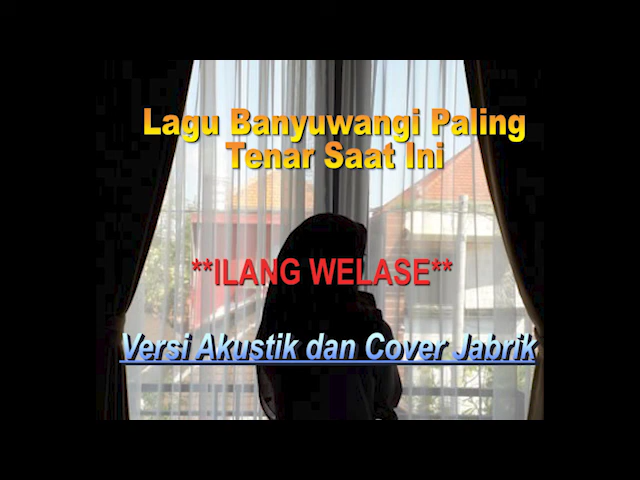 Lagu Banyuwangi Paling
Tenar Saat Ini
**ILANG WELASE**
Versi Akustik dan Cover Jabrik